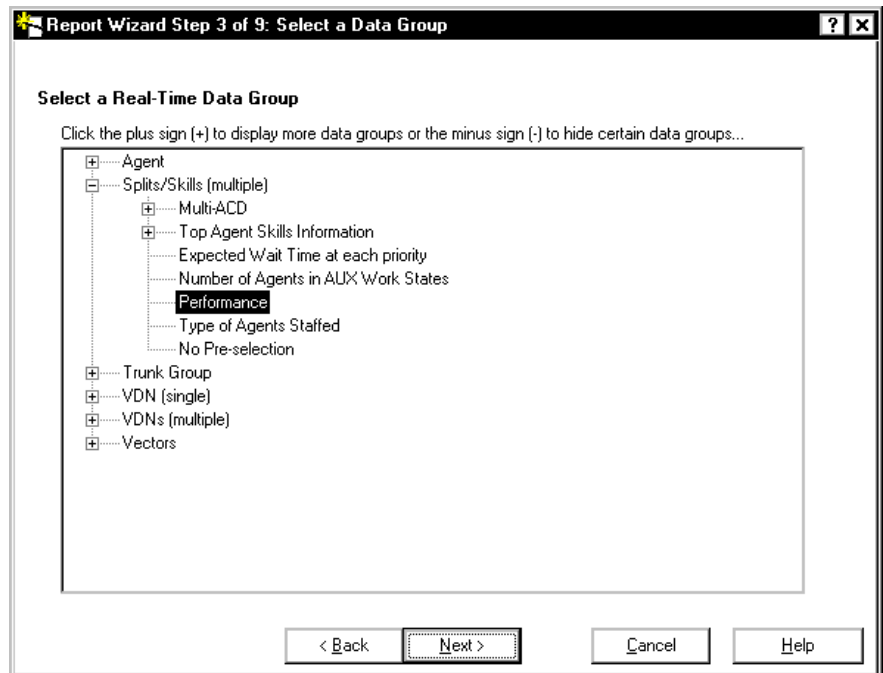 Report Wizard Step 3 of 9: Select a Data Group
Select a Real-Time Data Group
Click the plus sign (+) to display more data groups or the minus sign (-) to hide certain data groups...
Agent
Splits/Skills (multiple)
Multi-ACD
Top Agent Skills Information
Expected Wait Time at each priority
Number of Agents in AUX Work States
Performance
Type of Agents Staffed
No Pre-selection
Trunk Group
VDN (single)
VDNs (multiple)
Vectors
< Back Next > Cancel Help